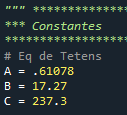 """ *************
*** Constantes
*****************
# Eq de Tetens
A = .61078
B = 17.27
C = 237.3